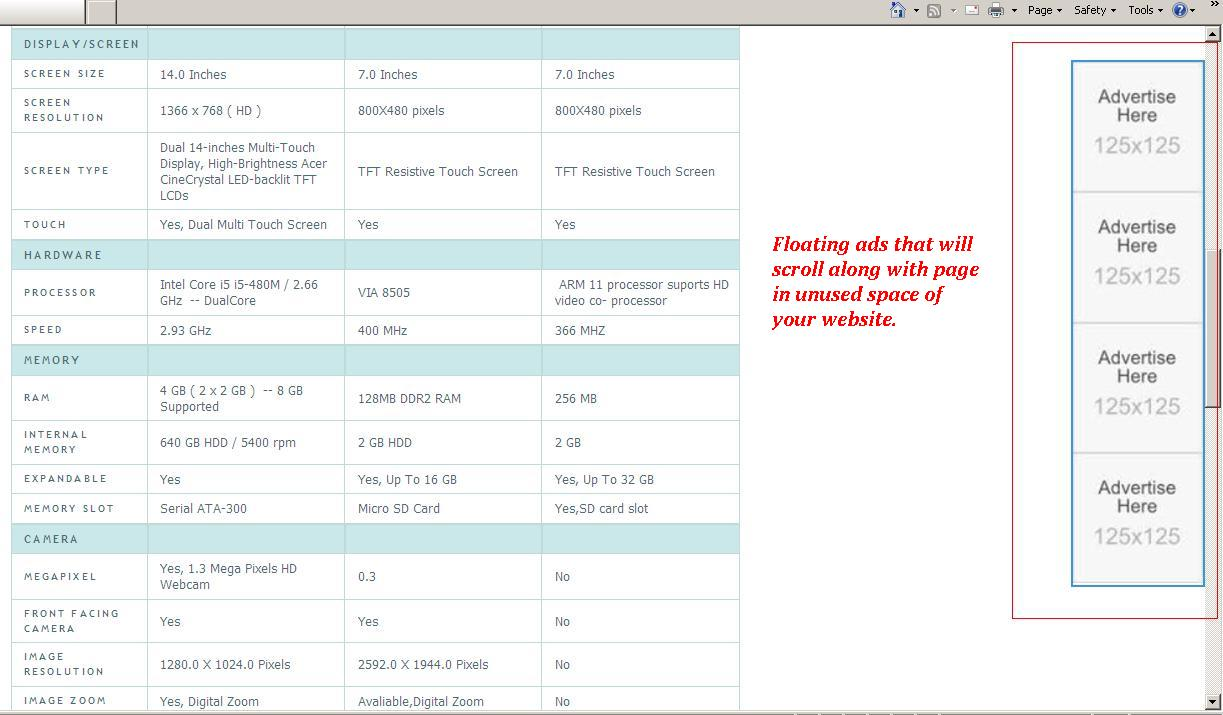 Page
Safety
Tools
DISPLAY/SCREEN
SCREEN SIZE
14.0 Inches
7.0 Inches
7.0 Inches
SCREEN
RESOLUTION
1366 x 768 ( HD )
800X480 pixels
800X480 pixels
SCREEN TYPE
Dual 14-inches Multi-Touch
Display, High-Brightness Acer
CineCrystal LED-backlit TFT
LCDs
TFT Resistive Touch Screen
TFT Resistive Touch Screen
TOUCH
Yes, Dual Multi Touch Screen
Yes
Yes
HARDWARE
PROCESSOR
Intel Core i5 i5-480M / 2.66
GHz -- DualCore
VIA 8505
ARM 11 processor suports HD
video co- processor
SPEED
2.93 GHz
400 MHz
366 MHZ
MEMORY
RAM
4 GB ( 2 x 2 GB ) -- 8 GB
Supported
128MB DDR2 RAM
256 MB
INTERNAL
MEMORY
640 GB HDD / 5400 rpm
2 GB HDD
2 GB
EXPANDABLE
Yes
Yes, Up To 16 GB
Yes, Up To 32 GB
MEMORY SLOT
Serial ATA-300
Micro SD Card
Yes,SD card slot
CAMERA
MEGAPIXEL
Yes, 1.3 Mega Pixels HD
Webcam
0.3
No
FRONT FACING
CAMERA
Yes
Yes
No
IMAGE
RESOLUTION
1280.0 X 1024.0 Pixels
2592.0 X 1944.0 Pixels
No
IMAGE ZOOM
Yes, Digital Zoom
Avaliable,Digital Zoom
No
Floating ads that will
scroll along with page
in unused space of
your website.
Advertise
Here
125x125
Advertise
Here
125x125
Advertise
Here
125x125
Advertise
Here
125x125